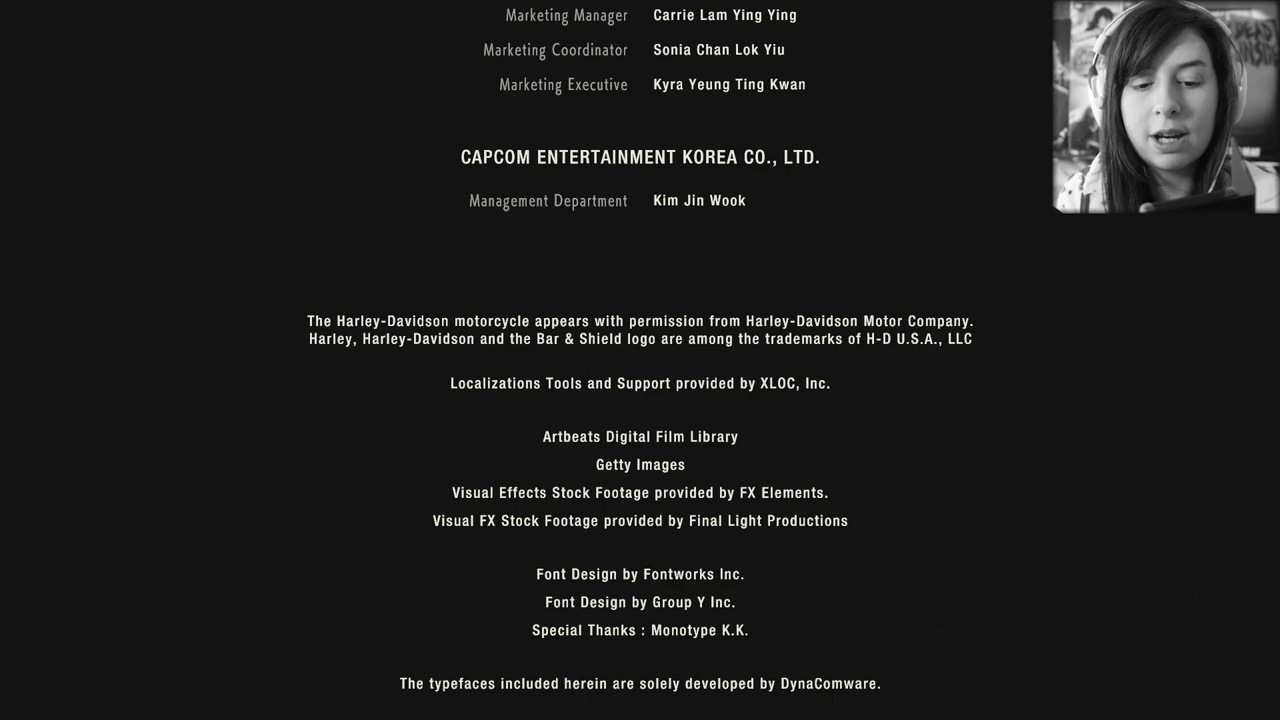 Marketing Manager Carrie Lam Ying Ying
Marketing Coordinator Sonia Chan Lok Yiu
Marketing Executive Kyra Yeung Ting Kwan
CAPCOM ENTERTAINMENT KOREA CO., LTD.
Management Department Kim Jin Wook
The Harley-Davidson motorcycle appears with permission from Harley-Davidson Motor Company.
Harley, Harley-Davidson and the Bar & Shield logo are among the trademarks of H-D U.S.A., LLC
Localizations Tools and Support provided by XLOC, Inc.
Artbeats Digital Film Library
Getty Images
Visual Effects Stock Footage provided by FX Elements.
Visual FX Stock Footage provided by Final Light Productions
Font Design by Fontworks Inc.
Font Design by Group Y Inc.
Special Thanks : Monotype K.K.
The typefaces included herein are solely developed by DynaComware.